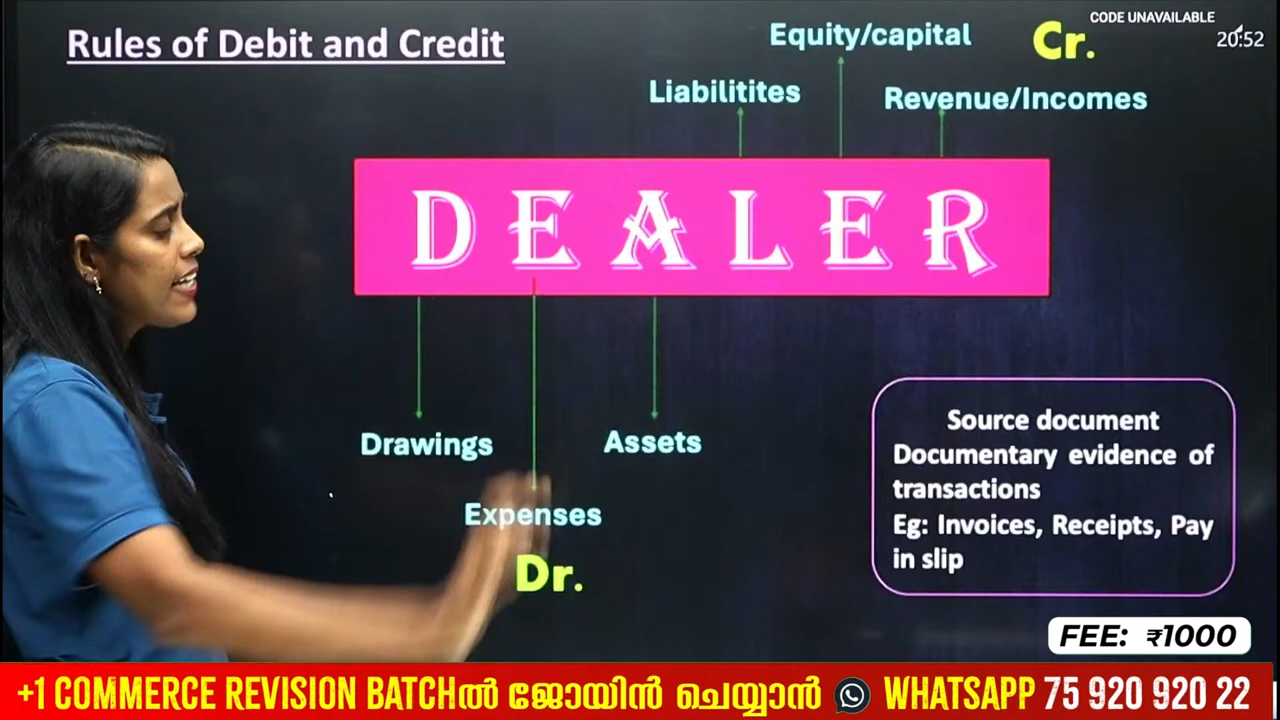 CODE UNAVAILABLE
20:52
Rules of Debit and Credit
Equity/capital
Cr.
Liabilitites
Revenue/Incomes
DEALER
Drawings
Assets
Expenses
Dr.
Source document
Documentary evidence of
transactions
Eg: Invoices, Receipts, Pay
in slip
FEE: ₹1000
+1 COMMERCE REVISION BATCHൽ ജോയിൻ ചെയ്യാൻ WHATSAPP 75 920 920 22